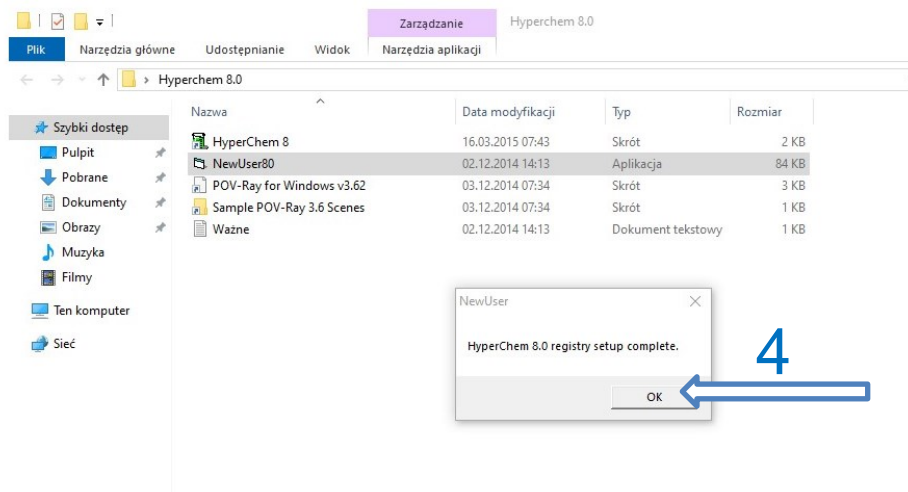 Zarządzanie Hyperchem 8.0
Plik Narzędzia główne Udostępnianie Widok Narzędzia aplikacji
Hyperchem 8.0
Nazwa Data modyfikacji Typ Rozmiar
Szybki dostęp
Pulpit
Pobrane
Dokumenty
Obrazy
Muzyka
Filmy
Ten komputer
Sieć
HyperChem 8 16.03.2015 07:43 Skrót 2 KB
NewUser80 02.12.2014 14:13 Aplikacja 84 KB
POV-Ray for Windows v3.62 03.12.2014 07:34 Skrót 3 KB
Sample POV-Ray 3.6 Scenes 03.12.2014 07:34 Skrót 1 KB
Ważne 02.12.2014 14:13 Dokument tekstowy 1 KB
NewUser
HyperChem 8.0 registry setup complete.
OK
4